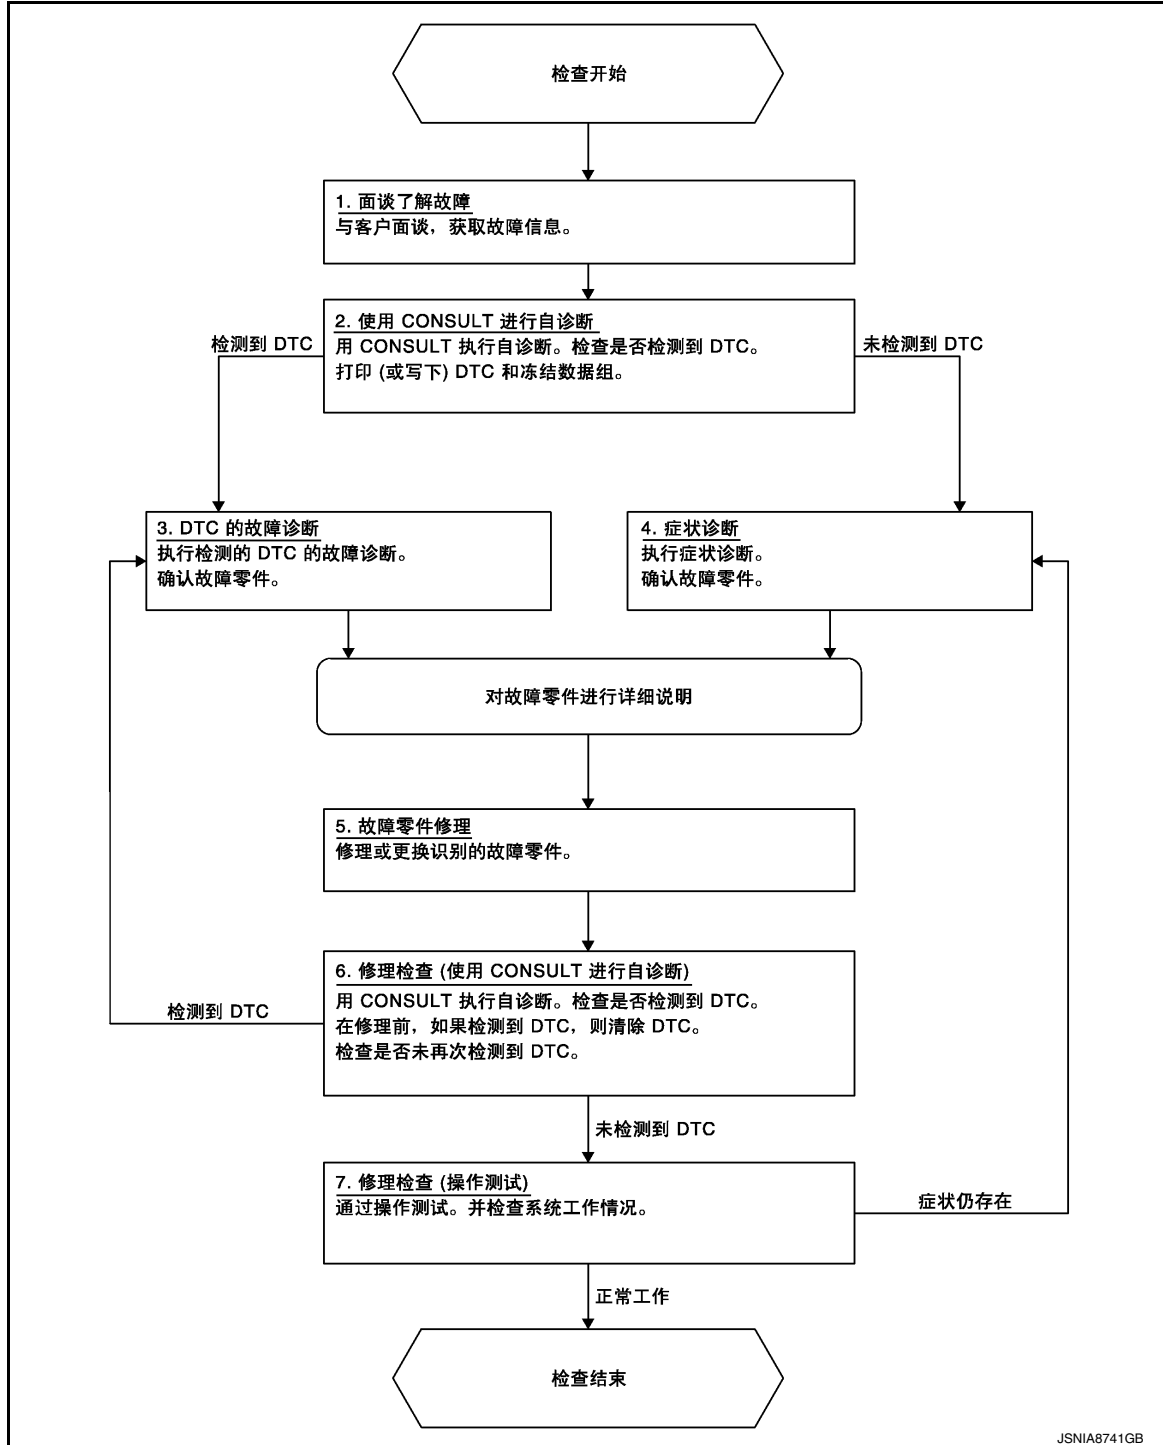 检查开始
1. 面谈了解故障
与客户面谈，获取故障信息。
2. 使用 CONSULT 进行自诊断
用 CONSULT 执行自诊断。检查是否检测到 DTC。
打印 (或写下) DTC 和冻结数据组。
检测到 DTC
未检测到 DTC
3. DTC 的故障诊断
执行检测的 DTC 的故障诊断。
确认故障零件。
4. 症状诊断
执行症状诊断。
确认故障零件。
对故障零件进行详细说明
5. 故障零件修理
修理或更换识别的故障零件。
6. 修理检查 (使用 CONSULT 进行自诊断)
用 CONSULT 执行自诊断。检查是否检测到 DTC。
在修理前，如果检测到 DTC，则清除 DTC。
检查是否未再次检测到 DTC。
检测到 DTC
未检测到 DTC
7. 修理检查 (操作测试)
通过操作测试。并检查系统工作情况。
症状仍存在
正常工作
检查结束
JSNIA8741GB